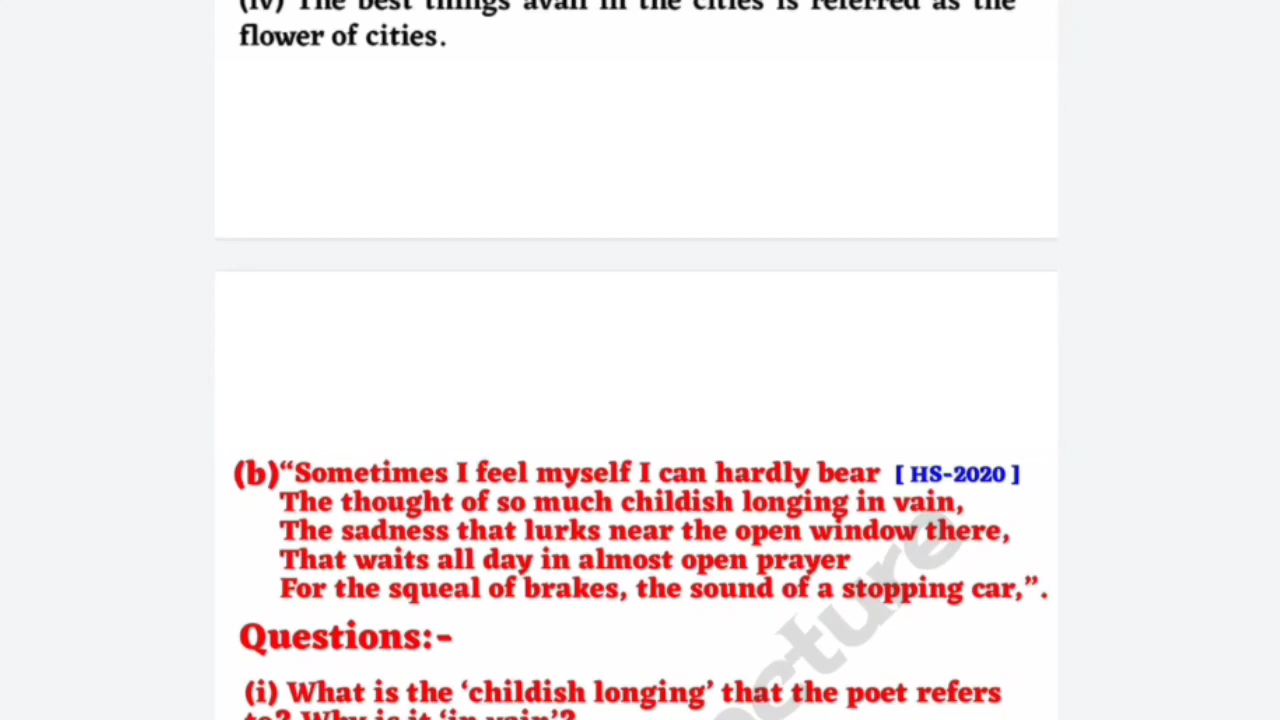 (iv) The best things avail in the cities is referred as the
flower of cities.
(b)“Sometimes I feel myself I can hardly bear [ HS-2020 ]
The thought of so much childish longing in vain,
The sadness that lurks near the open window there,
That waits all day in almost open prayer
For the squeal of brakes, the sound of a stopping car,”.
Questions:-
(i) What is the ‘childish longing’ that the poet refers
to? Why is it ‘in vain’?